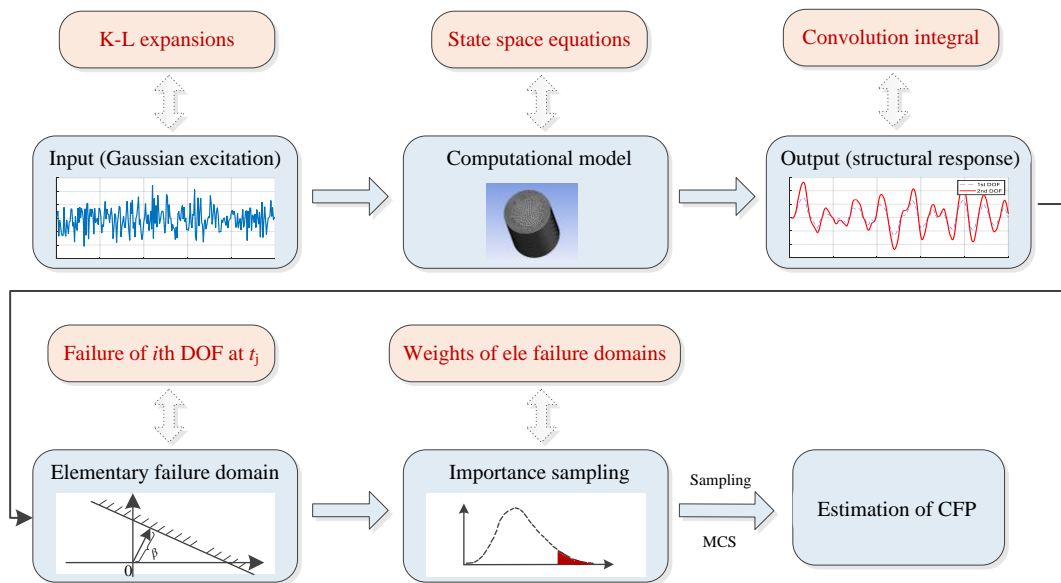 K-L expansions
State space equations
Convolution integral
Input (Gaussian excitation)
Computational model
Output (structural response)
1st DOF
2nd DOF
Failure of ith DOF at tj
Weights of ele failure domains
Elementary failure domain
Importance sampling
Sampling
MCS
Estimation of CFP
β
0